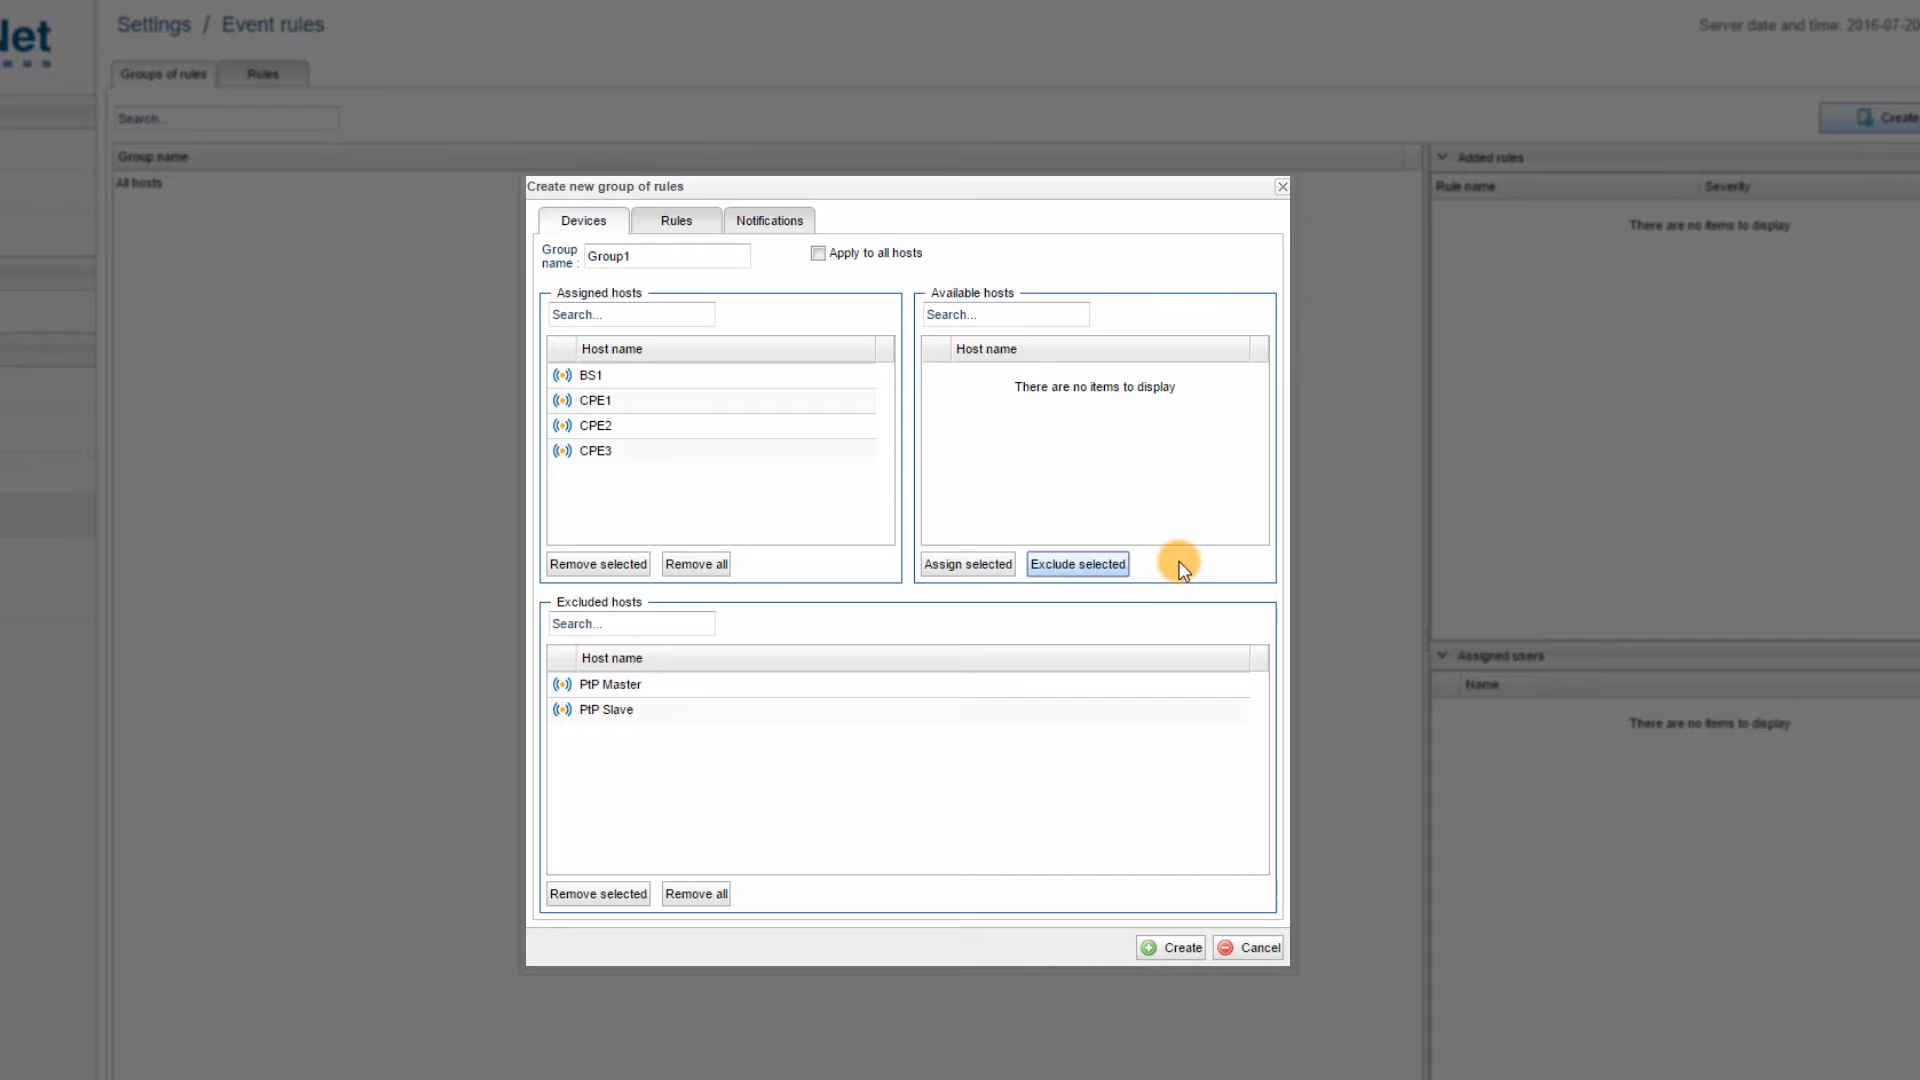 Net
Settings / Event rules
Server date and time: 2016-07-20
Groups of rules
Rules
Search...
Create
Group name
All hosts
Added rules
Rule name
Severity
There are no items to display
Assigned users
Name
There are no items to display
Create new group of rules
Devices
Rules
Notifications
Group
name :
Group1
Apply to all hosts
Assigned hosts
Search...
Host name
BS1
CPE1
CPE2
CPE3
Remove selected
Remove all
Available hosts
Search...
Host name
There are no items to display
Assign selected
Exclude selected
Excluded hosts
Search...
Host name
PtP Master
PtP Slave
Remove selected
Remove all
Create
Cancel